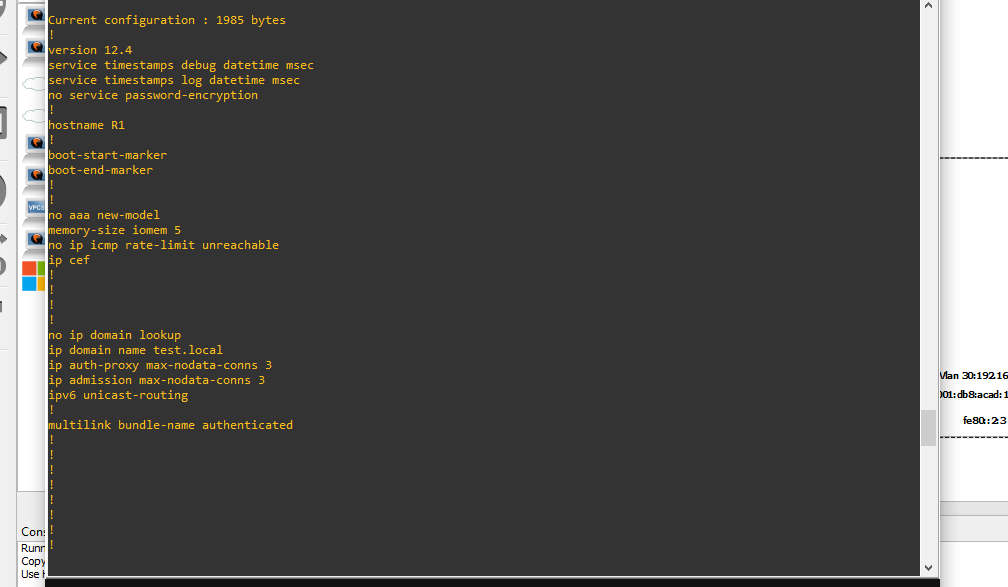 Current configuration : 1985 bytes
!
version 12.4
service timestamps debug datetime msec
service timestamps log datetime msec
no service password-encryption
!
hostname R1
!
boot-start-marker
boot-end-marker
!
!
no aaa new-model
memory-size iomem 5
no ip icmp rate-limit unreachable
ip cef
!
!
!
!
no ip domain lookup
ip domain name test.local
ip auth-proxy max-nodata-conns 3
ip admission max-nodata-conns 3
ipv6 unicast-routing
!
multilink bundle-name authenticated
!
!
!
!
!
!
!
!
VPCS
Vlan 30:192.16
001:db8:acad:1
fe80::2:3
Cons
Runn
Copy
Use